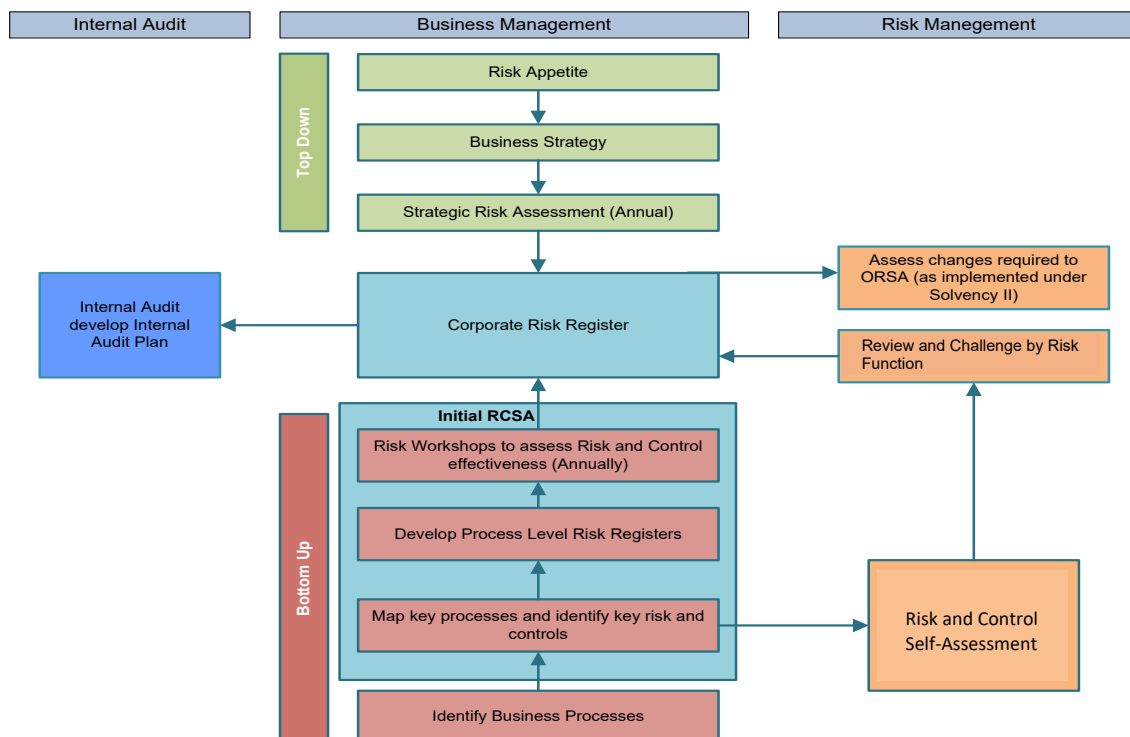 Internal Audit
Business Management
Risk Manegement
Top Down
Risk Appetite
Business Strategy
Strategic Risk Assessment (Annual)
Internal Audit
develop Internal
Audit Plan
Corporate Risk Register
Assess changes required to
ORSA (as implemented under
Solvency II)
Review and Challenge by Risk
Function
Bottom Up
Initial RCSA
Risk Workshops to assess Risk and Control
effectiveness (Annually)
Develop Process Level Risk Registers
Map key processes and identify key risk and
controls
Identify Business Processes
Risk and Control
Self-Assessment